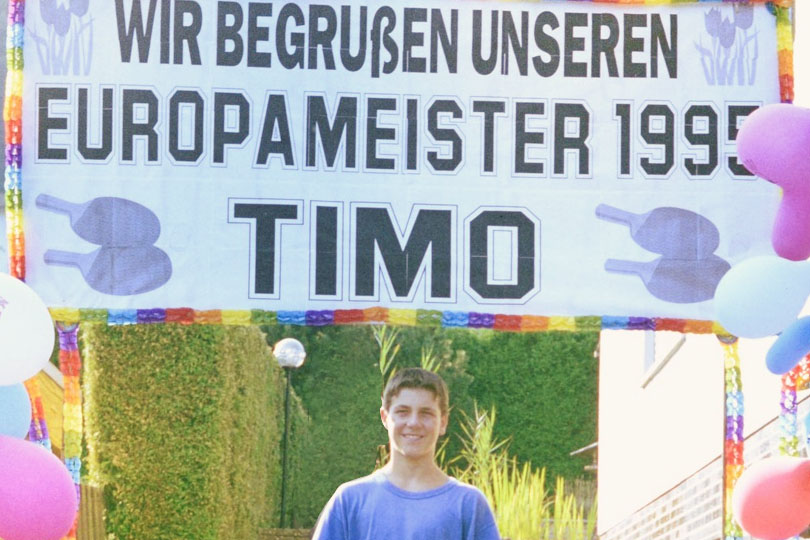 WIR BEGRUßEN UNSEREN
EUROPAMEISTER 1995
TIMO